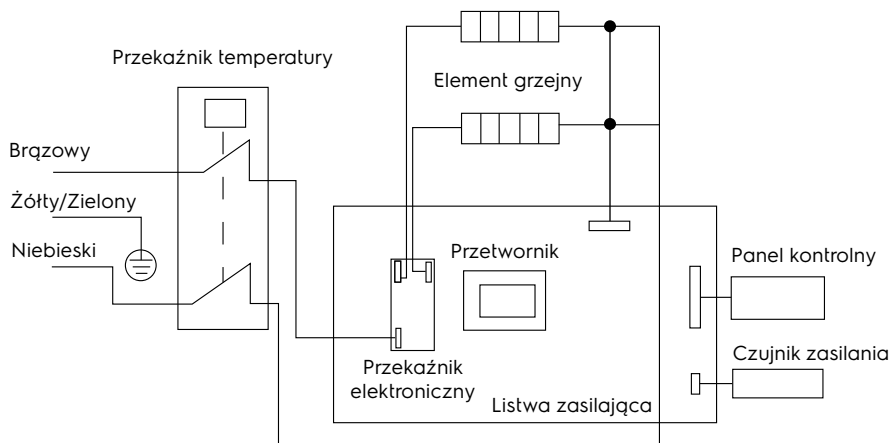 Przekaźnik temperatury
Element grzejny
Brązowy
Żółty/Zielony
Niebieski
Przetwornik
Panel kontrolny
Przekaźnik
elektroniczny
Czujnik zasilania
Listwa zasilająca